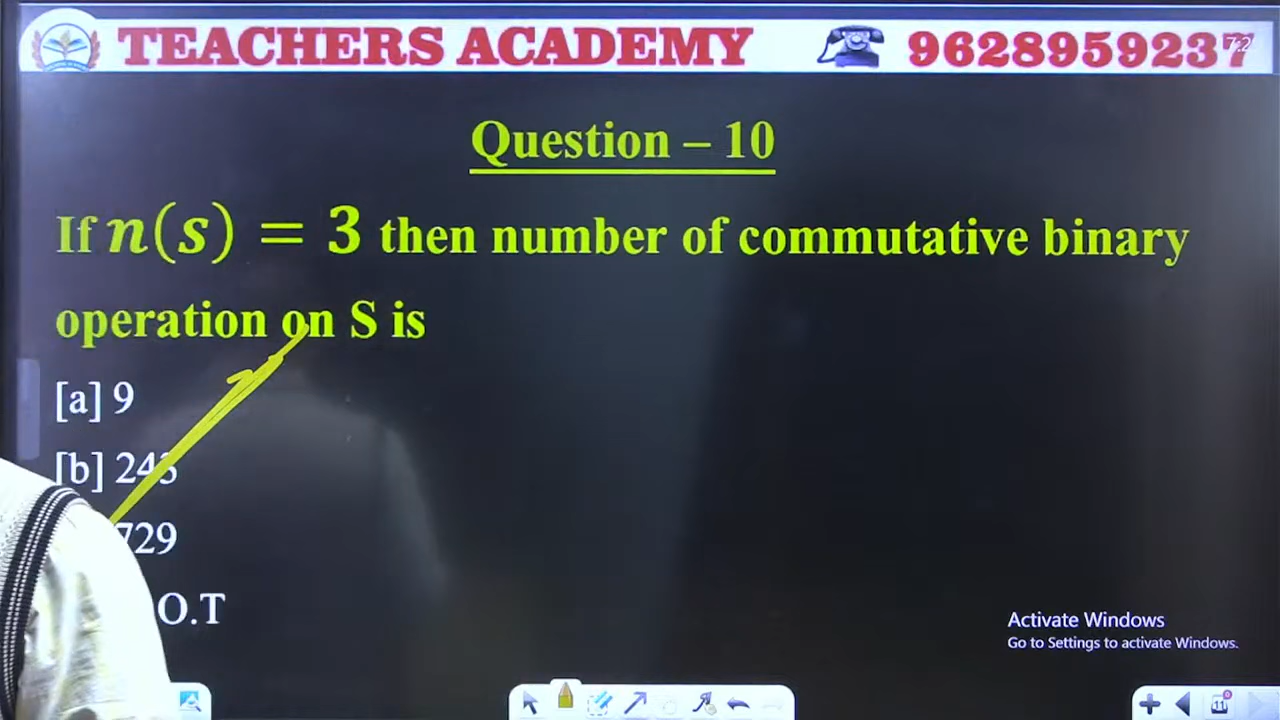 TEACHERS ACADEMY 9628959237
Question – 10
If n(s) = 3 then number of commutative binary
operation on S is
[a] 9
[b] 243
729
O.T
Activate Windows
Go to Settings to activate Windows.